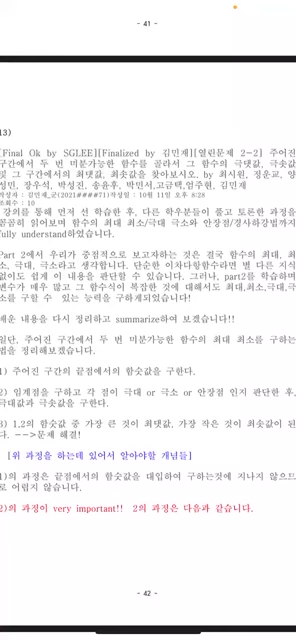 - 41 -
13)
[Final Ok by SGLEE][Finalized by 김민재][열린문제 2-2] 주어진
구간에서 두 번 미분가능한 함수를 골라서 그 함수의 극댓값, 극솟값
및 그 구간에서의 최댓값, 최솟값을 찾아보시오. by 최시원, 정윤교, 양
성민, 장우석, 박성진, 송윤후, 박민서,고급택,엄주현, 김민재
작성자 : 김민재_군(2021####71)작성일 : 10월 11일 오후 8:28
조회수 : 10
강의를 통해 먼저 선 학습한 후, 다른 학우분들이 풀고 토론한 과정을
꼼꼼히 읽어보며 함수의 최대 최소/극대 극소와 안장점/경사하강법까지
fully understand하였습니다.
Part 2에서 우리가 중점적으로 보고자하는 것은 결국 함수의 최대, 최
소, 극대, 극소라고 생각합니다. 단순한 이차다항함수라면 별 다른 지식
없이도 쉽게 이 내용을 판단할 수 있습니다. 그러나, part2를 학습하며
변수가 매우 많고 그 함수식이 복잡한 것에 대해서도 최대,최소,극대,극
소를 구할 수 있는 능력을 구하게되었습니다!
배운 내용을 다시 정리하고 summarize하여 보겠습니다!!
일단, 주어진 구간에서 두 번 미분가능한 함수의 최대 최소를 구하는
법을 정리해보겠습니다.
1) 주어진 구간의 끝점에서의 함숫값을 구한다.
2) 임계점을 구하고 각 점이 극대 or 극소 or 안장점 인지 판단한 후,
극대값과 극솟값을 구한다.
3) 1,2의 함숫값 중 가장 큰 것이 최댓값, 가장 작은 것이 최솟값이 된
다. -->문제 해결!
[위 과정을 하는데 있어서 알아야할 개념들]
1)의 과정은 끝점에서의 함숫값을 대입하여 구하는것에 지나지 않으므
로 어렵지 않습니다.
2)의 과정이 very important!! 2의 과정은 다음과 같습니다.
- 42 -